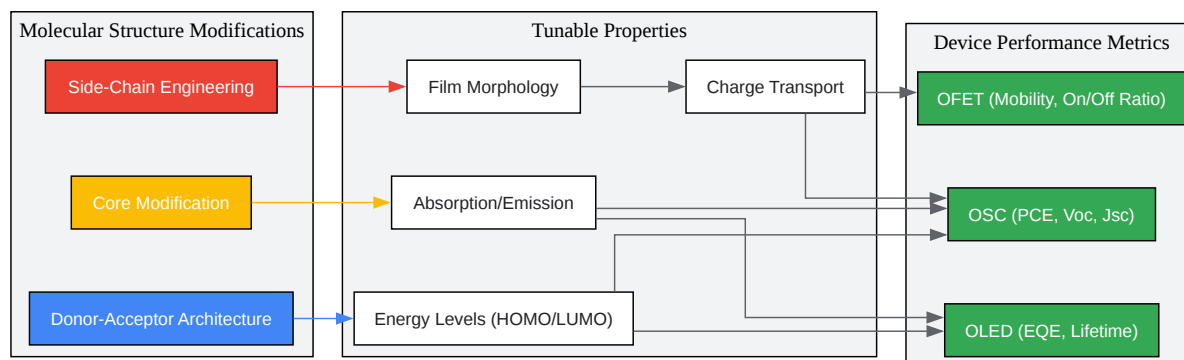 Molecular Structure Modifications
Side-Chain Engineering
Core Modification
Donor-Acceptor Architecture
Tunable Properties
Film Morphology
Charge Transport
Absorption/Emission
Energy Levels (HOMO/LUMO)
Device Performance Metrics
OFET (Mobility, On/Off Ratio)
OSC (PCE, Voc, Jsc)
OLED (EQE, Lifetime)